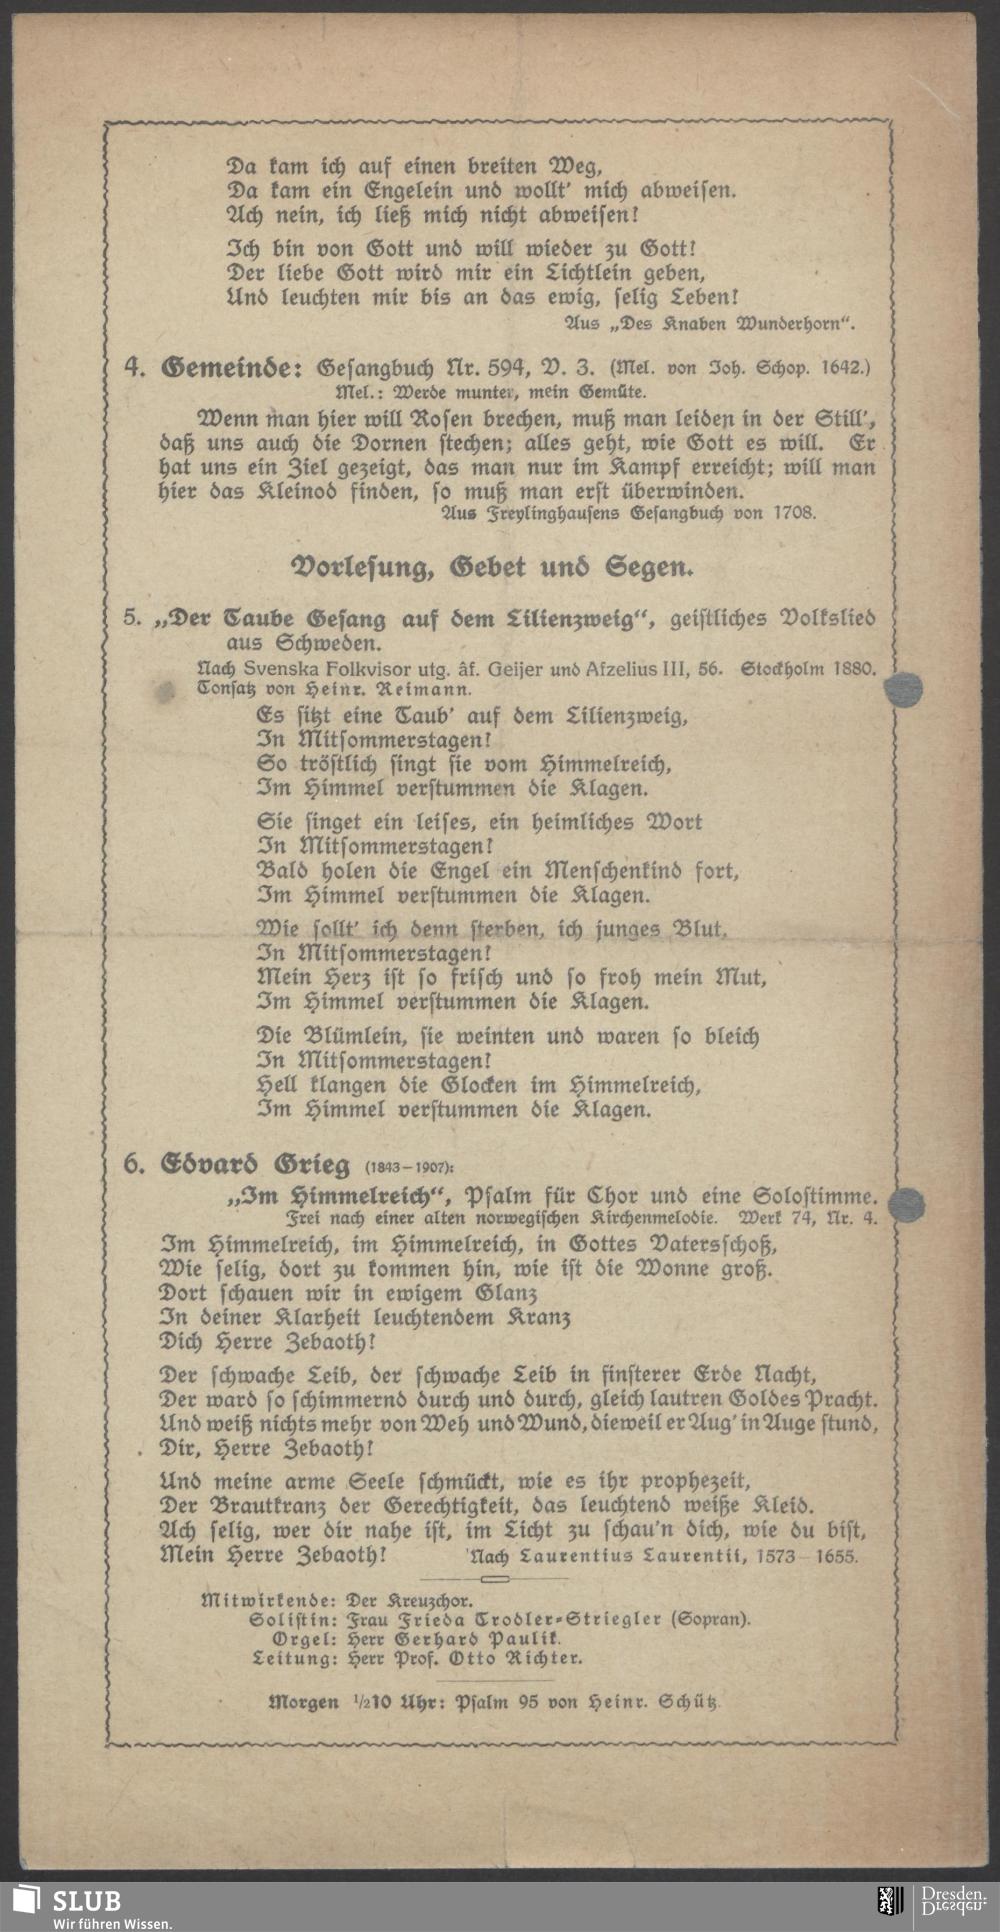 Da kam ich auf einen breiten Weg,
Da kam ein Engelein und wollt' mich abweisen.
Ach nein, ich ließ mich nicht abweisen!
Ich bin von Gott und will wieder zu Gott!
Der liebe Gott wird mir ein Lichtlein geben,
Und leuchten mir bis an das ewig, selig Leben!
Aus „Des Knaben Wunderhorn“.
4. Gemeinde: Gesangbuch Nr. 594, V. 3. (Mel. von Joh. Schop. 1642.)
Mel.: Werde munter, mein Gemüte.
Wenn man hier will Rosen brechen, muß man leiden in der Still',
daß uns auch die Dornen stechen; alles geht, wie Gott es will. Er
hat uns ein Ziel gezeigt, das man nur im Kampf erreicht; will man
hier das Kleinod finden, so muß man erst überwinden.
Aus Freylinghausens Gesangbuch von 1708.
Vorlesung, Gebet und Segen.
5. „Der Taube Gesang auf dem Lilienzweig“, geistliches Volkslied
aus Schweden.
Nach Svenska Folkvisor utg. âf. Geijer und Afzelius III, 56. Stockholm 1880.
Tonsatz von Heinr. Reimann.
Es sitzt eine Taub' auf dem Lilienzweig,
In Mitsommerstagen!
So tröstlich singt sie vom Himmelreich,
Im Himmel verstummen die Klagen.
Sie singet ein leises, ein heimliches Wort
In Mitsommerstagen!
Bald holen die Engel ein Menschenkind fort,
Im Himmel verstummen die Klagen.
Wie sollt' ich denn sterben, ich junges Blut,
In Mitsommerstagen!
Mein Herz ist so frisch und so froh mein Mut,
Im Himmel verstummen die Klagen.
Die Blümlein, sie weinten und waren so bleich
In Mitsommerstagen!
Hell klangen die Glocken im Himmelreich,
Im Himmel verstummen die Klagen.
6. Edvard Grieg (1843–1907):
„Im Himmelreich“, Psalm für Chor und eine Solostimme.
Frei nach einer alten norwegischen Kirchenmelodie. Werk 74, Nr. 4.
Im Himmelreich, im Himmelreich, in Gottes Vatersschoß,
Wie selig, dort zu kommen hin, wie ist die Wonne groß.
Dort schauen wir in ewigem Glanz
In deiner Klarheit leuchtendem Kranz
Dich Herre Zebaoth!
Der schwache Leib, der schwache Leib in finsterer Erde Nacht,
Der ward so schimmernd durch und durch, gleich lautren Goldes Pracht.
Und weiß nichts mehr von Weh und Wund, dieweil er Aug' in Auge stund,
Dir, Herre Zebaoth!
Und meine arme Seele schmückt, wie es ihr prophezeit,
Der Brautkranz der Gerechtigkeit, das leuchtend weiße Kleid.
Ach selig, wer dir nahe ist, im Licht zu schau'n dich, wie du bist,
Mein Herre Zebaoth! Nach Laurentius Laurentii, 1573–1655.
Mitwirkende: Der Kreuzchor.
Solistin: Frau Frieda Trodler-Striegler (Sopran).
Orgel: Herr Gerhard Paulik.
Leitung: Herr Prof. Otto Richter.
Morgen 1/2 10 Uhr: Psalm 95 von Heinr. Schütz.
SLUB
Wir führen Wissen.
Dresden.
Dresden.